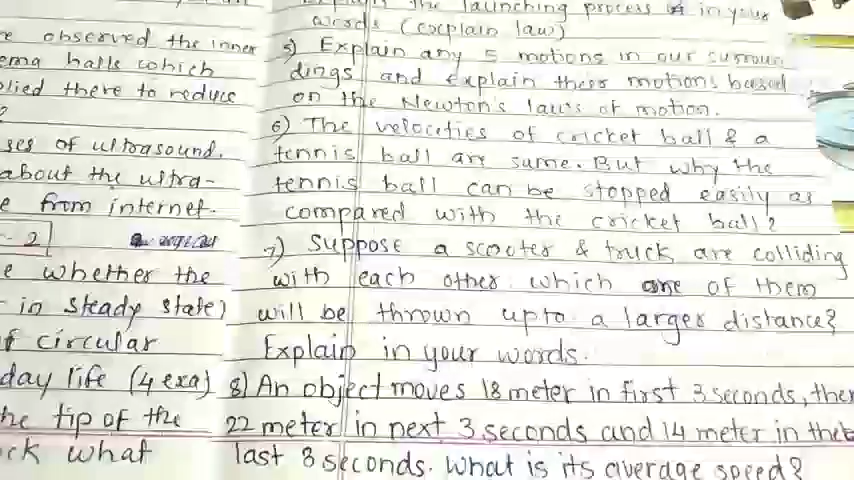 the launching process in your
words (explain law)
5) Explain any 5 motions in our surroun
dings and explain these motions based
on the Newton's laws of motion.
6) The velocities of cricket ball & a
tennis ball are same. But why the
tennis ball can be stopped easily as
compared with the cricket ball?
7) Suppose a scooter & truck are colliding
with each other which one of them
will be thrown upto a larger distance?
Explain in your words.
8) An object moves 18 meter in first 3 seconds, then
22 meter in next 3 seconds and 14 meter in the
last 3 seconds. What is its average speed?
observed the inner
balls which
there to reduce
of ultrasound.
about the ultra-
from internet.
2
whether the
in steady state)
circular
day life (4 exa)
the tip of the
what